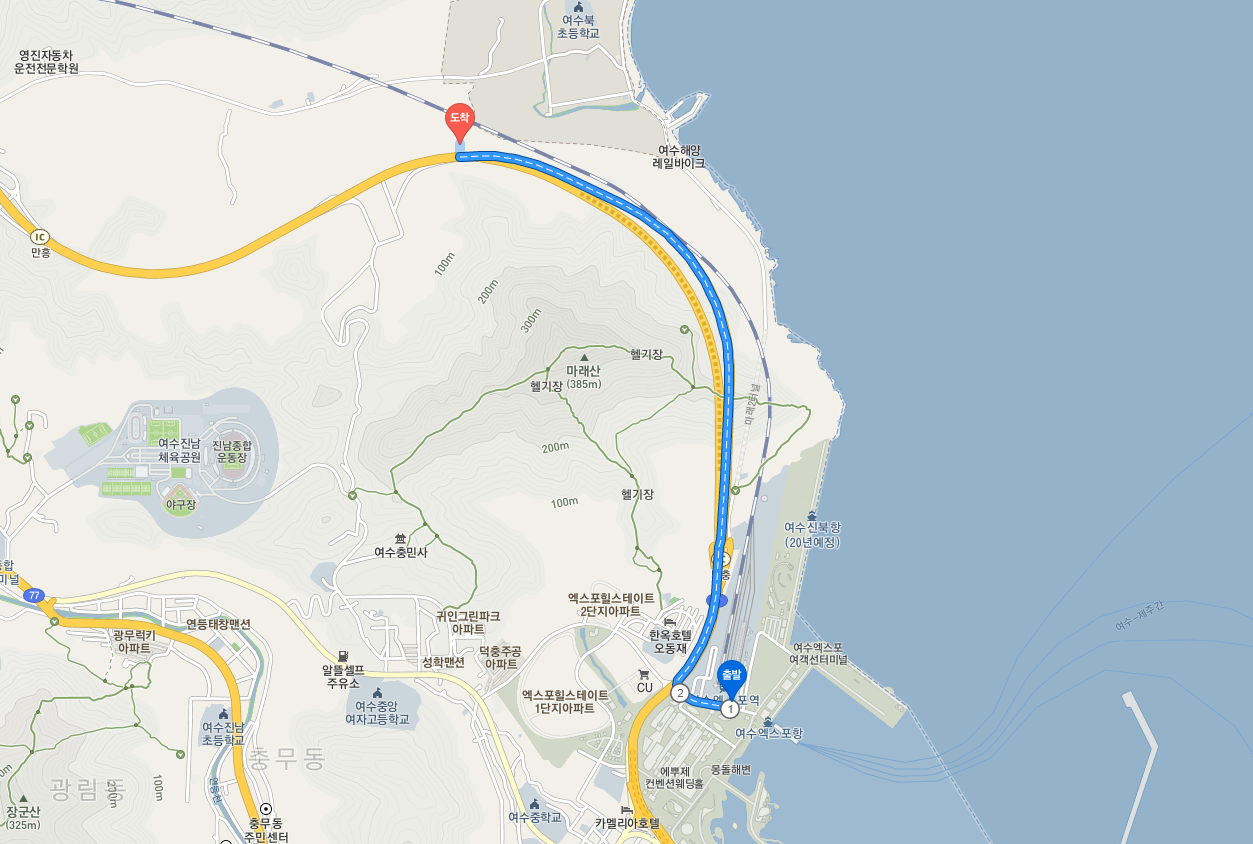 여수북
초등학교
영진자동차
운전전문학원
도착
여수해양
레일바이크
IC
만흥
100m
200m
300m
헬기장
마래산
(385m)
헬기장
마래2터널
여수진남
체육공원
진남종합
운동장
200m
야구장
헬기장
100m
여수신북항
(20년예정)
여수충민사
77
엑스포힐스테이트
2단지아파트
여수-제주간
귀인그린파크
아파트
연등태창맨션
광무럭키
아파트
한옥호텔
오동재
덕충주공
아파트
성학맨션
여수엑스포
여객선터미널
알뜰셀프
주유소
CU
출발
2
1
엑스포힐스테이트
1단지아파트
여수중앙
여자고등학교
여수진남
초등학교
여수엑스포항
충무동
에뿌제
컨벤션웨딩홀
몽돌해변
광림동
200m
100m
연등천
장군산
(325m)
여수중학교
카멜리아호텔
충무동
주민센터